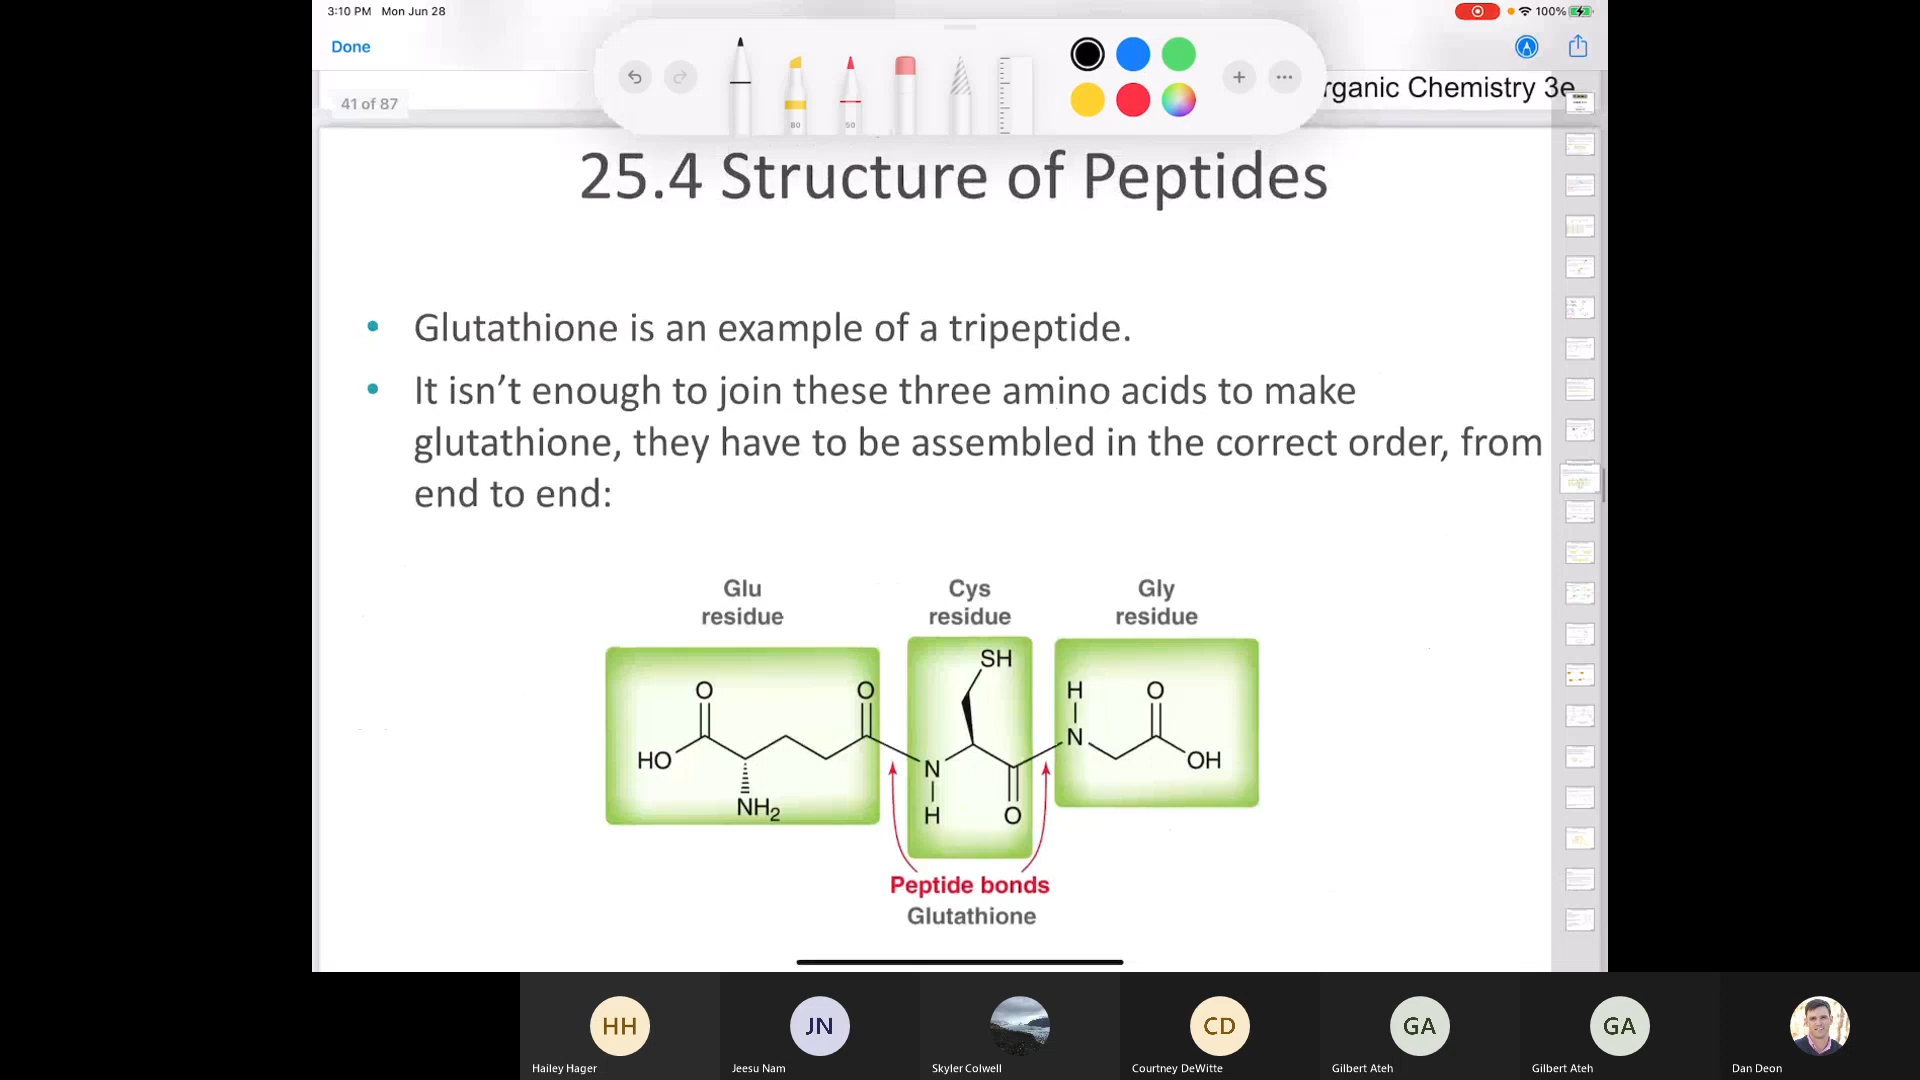 3:10 PM Mon Jun 28
100%
Done
80
50
rganic Chemistry 3e
41 of 87
25.4 Structure of Peptides
• Glutathione is an example of a tripeptide.
• It isn’t enough to join these three amino acids to make
glutathione, they have to be assembled in the correct order, from
end to end:
Glu
residue
Cys
residue
Gly
residue
SH
O
O
H
O
HO
N
N
OH
NH2
H
O
Peptide bonds
Glutathione
HH
JN
CD
GA
GA
Hailey Hager
Jeesu Nam
Skyler Colwell
Courtney DeWitte
Gilbert Ateh
Gilbert Ateh
Dan Deon